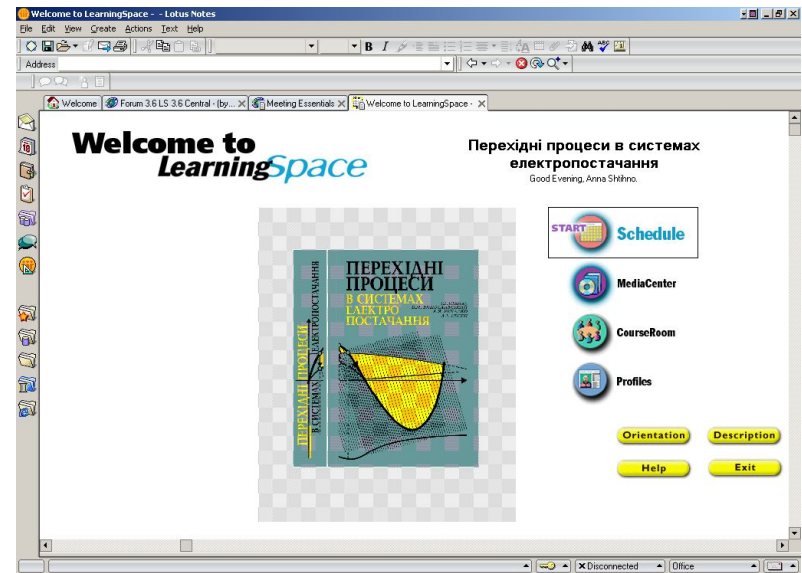 Welcome to LearningSpace - - Lotus Notes
File Edit View Create Actions Text Help
B I
Address
Welcome
Forum 3.6 LS 3.6 Central - (by...
Meeting Essentials
Welcome to LearningSpace -
Welcome to
LearningSpace
Перехідні процеси в системах
електропостачання
Good Evening, Anna Shtihno.
ПЕРЕХІДНІ ПРОЦЕСИ
В СИСТЕМАХ ЕЛЕКТРОПОСТАЧАННЯ
ПЕРЕХІДНІ
ПРОЦЕСИ
В СИСТЕМАХ
ЕЛЕКТРО
ПОСТАЧАННЯ
START
Schedule
MediaCenter
CourseRoom
Profiles
Orientation
Description
Help
Exit
Disconnected
Office